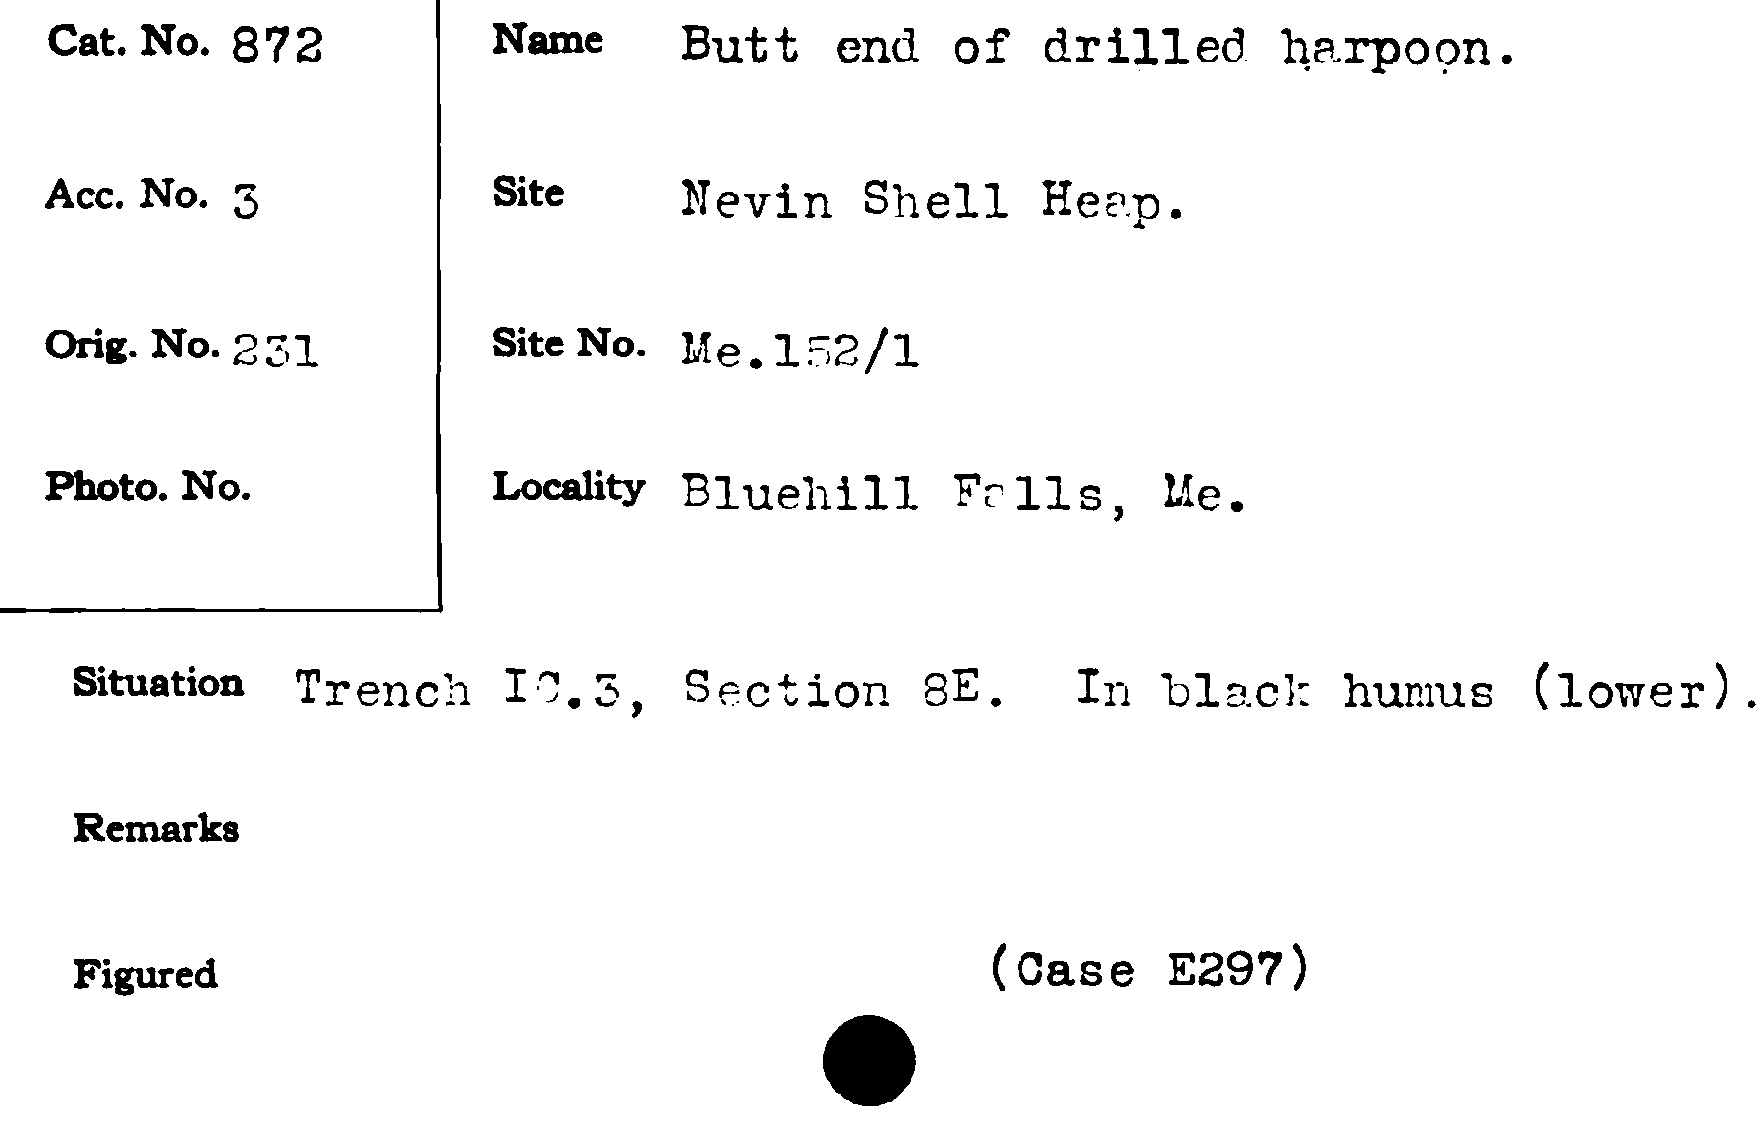 Cat. No. 872 Name Butt end of drilled harpoon.
Acc. No. 3 Site Nevin Shell Heap.
Orig. No. 231 Site No. Me.152/1
Photo. No. Locality Bluehill Falls, Me.
Situation Trench IC.3, Section 8E. In black humus (lower).
Remarks
Figured (Case E297)